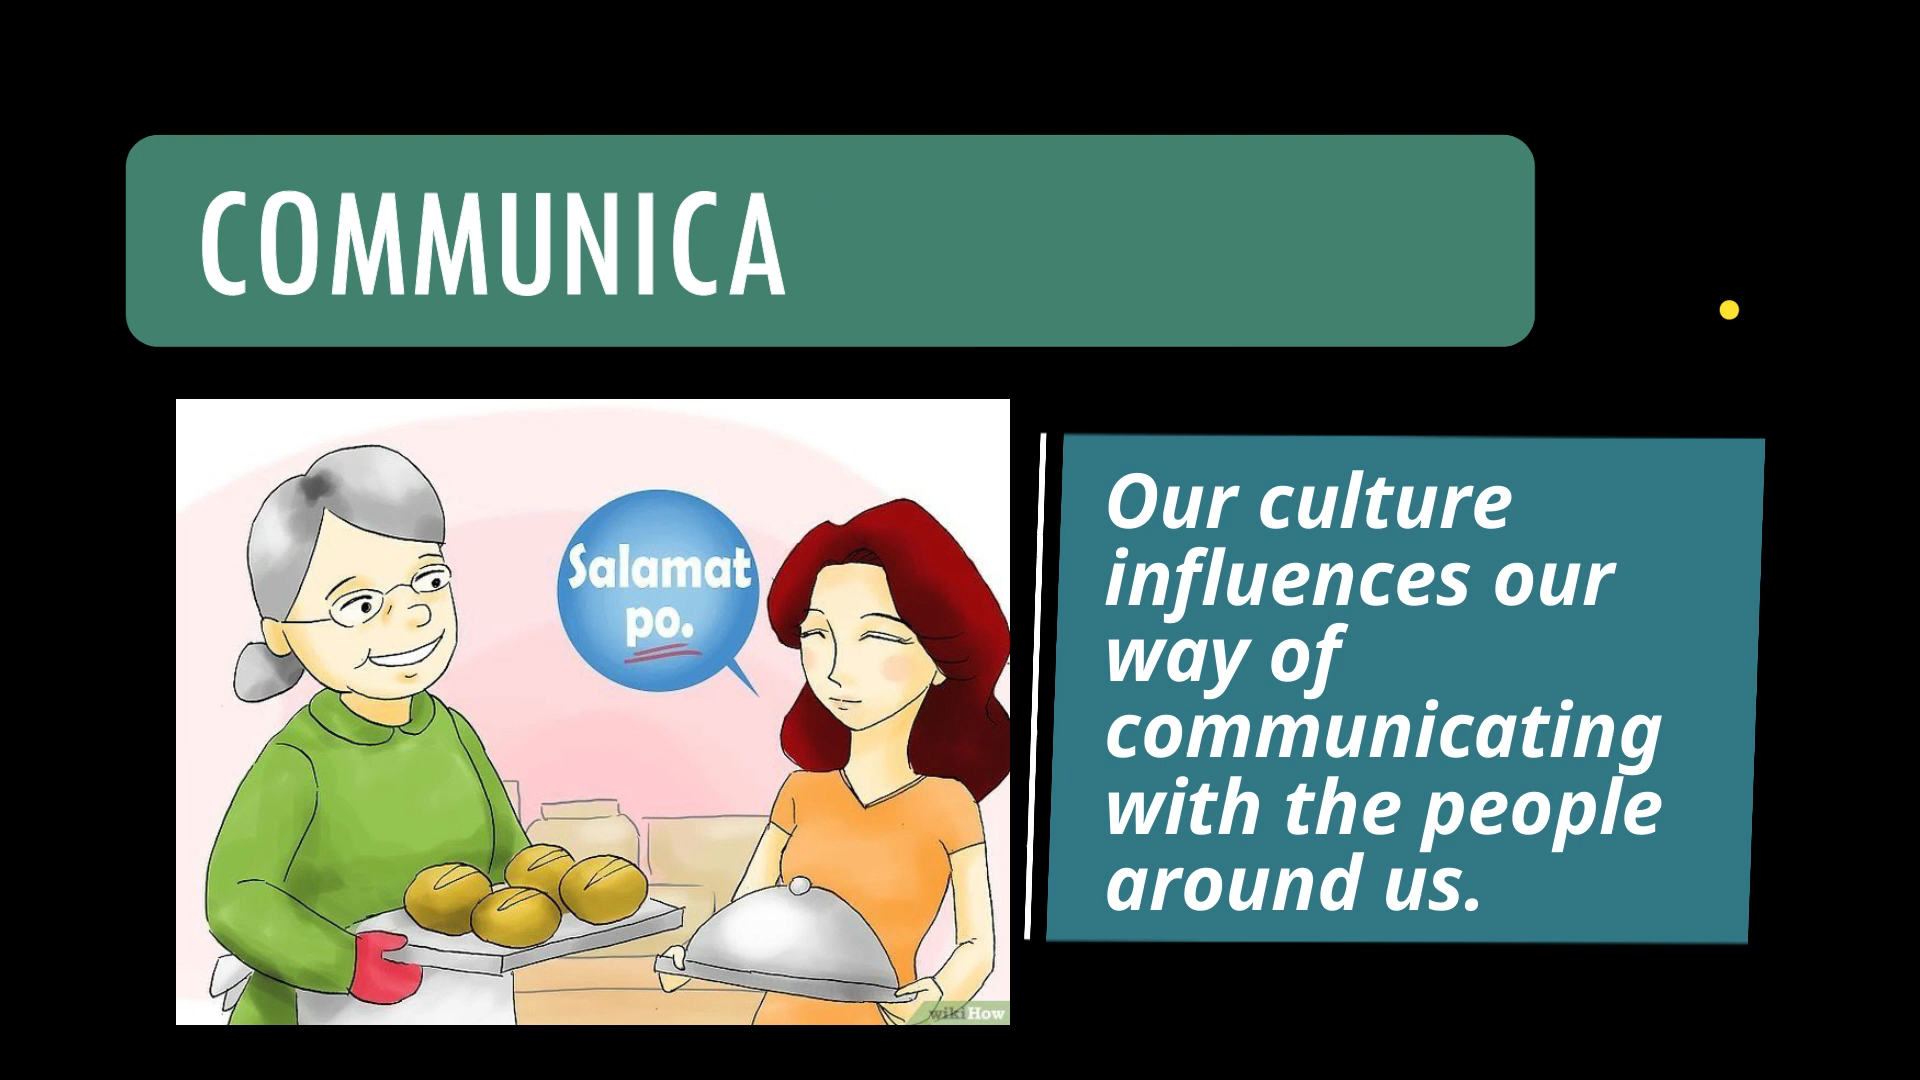 COMMUNICA
Salamat
po.
Our culture
influences our
way of
communicating
with the people
around us.
wikiHow